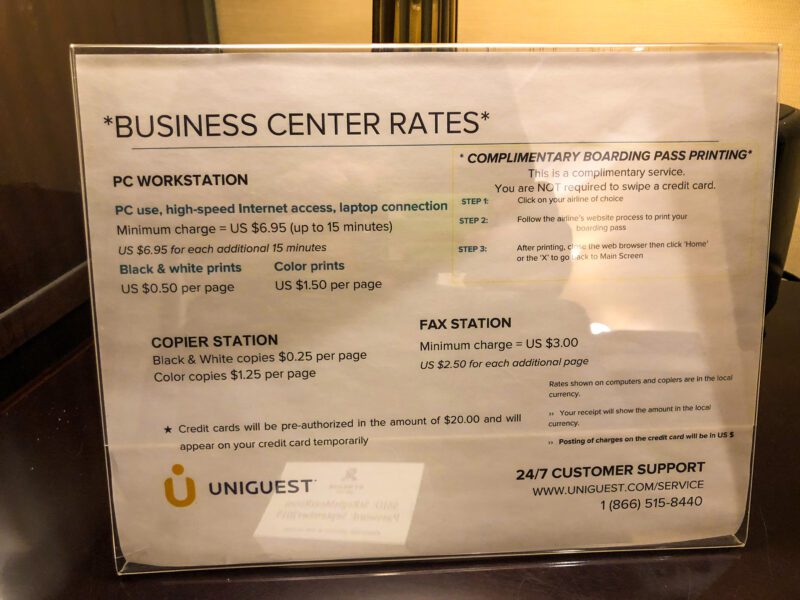 *BUSINESS CENTER RATES*
PC WORKSTATION
PC use, high-speed Internet access, laptop connection
Minimum charge = US $6.95 (up to 15 minutes)
US $6.95 for each additional 15 minutes
Black & white prints
US $0.50 per page
Color prints
US $1.50 per page
* COMPLIMENTARY BOARDING PASS PRINTING*
This is a complimentary service.
You are NOT required to swipe a credit card.
STEP 1: Click on your airline of choice
STEP 2: Follow the airline's website process to print your
boarding pass
STEP 3: After printing, close the web browser then click 'Home'
or the 'X' to go back to Main Screen
COPIER STATION
Black & White copies $0.25 per page
Color copies $1.25 per page
FAX STATION
Minimum charge = US $3.00
US $2.50 for each additional page
Rates shown on computers and copiers are in the local
currency.
›› Your receipt will show the amount in the local
currency.
›› Posting of charges on the credit card will be in US $
★ Credit cards will be pre-authorized in the amount of $20.00 and will
appear on your credit card temporarily
UNIGUEST
24/7 CUSTOMER SUPPORT
WWW.UNIGUEST.COM/SERVICE
1 (866) 515-8440